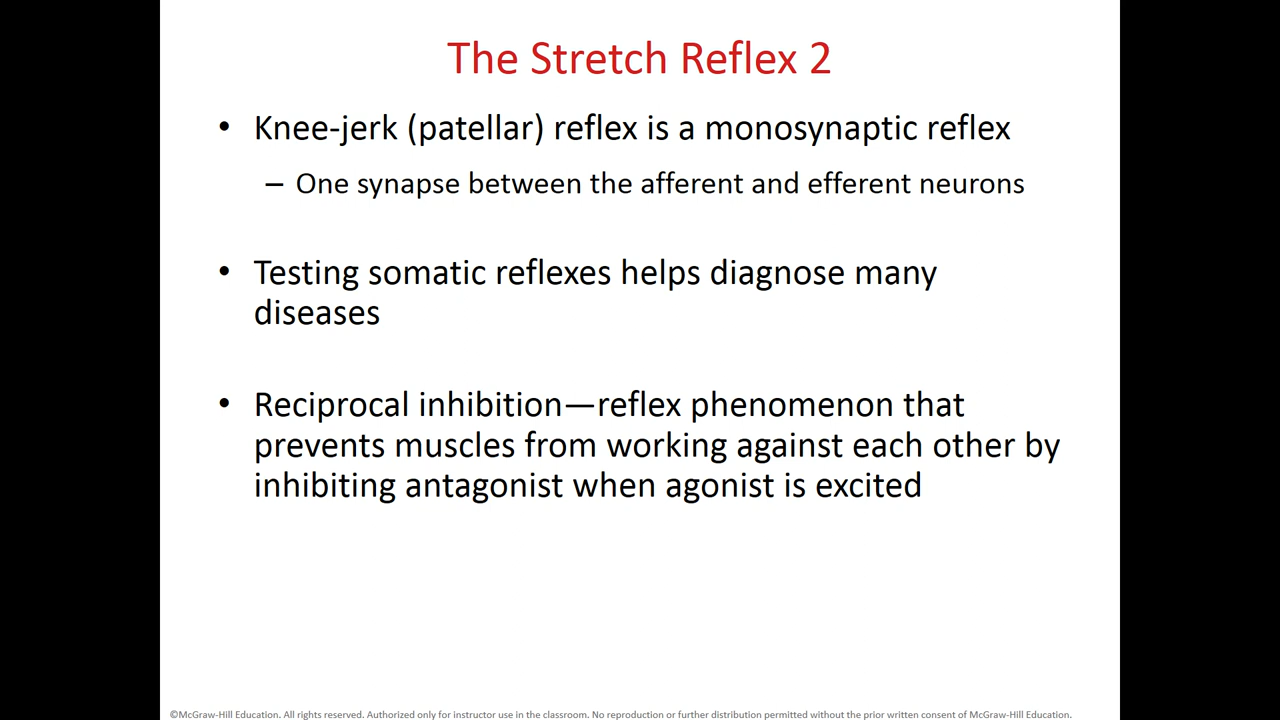 The Stretch Reflex 2
• Knee-jerk (patellar) reflex is a monosynaptic reflex
– One synapse between the afferent and efferent neurons
• Testing somatic reflexes helps diagnose many
diseases
• Reciprocal inhibition—reflex phenomenon that
prevents muscles from working against each other by
inhibiting antagonist when agonist is excited
©McGraw-Hill Education. All rights reserved. Authorized only for instructor use in the classroom. No reproduction or further distribution permitted without the prior written consent of McGraw-Hill Education.